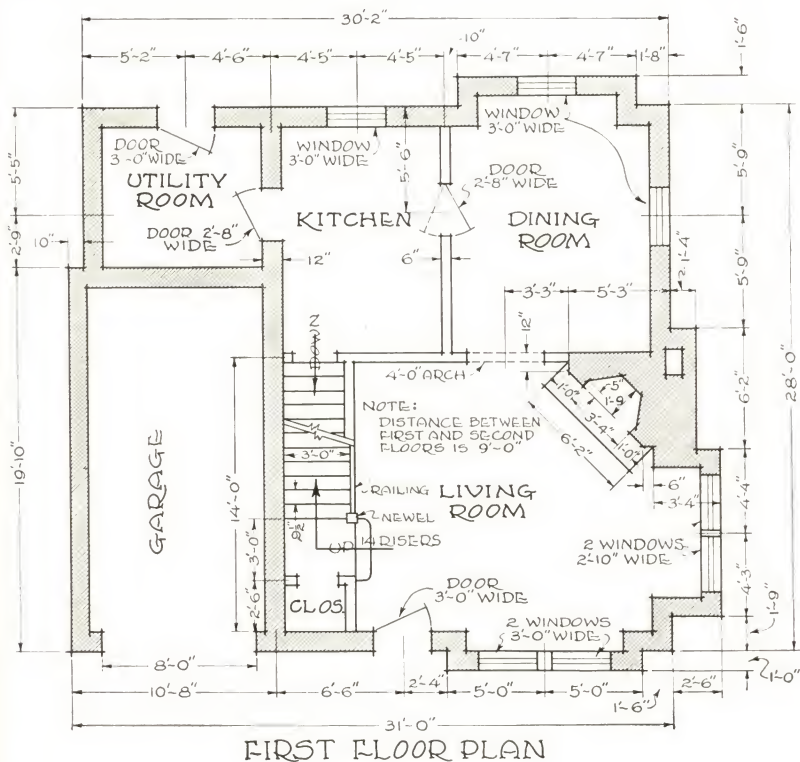 30'-2"
5'-2" 4'-6" 4'-5" 4'-5" 10" 4'-7" 4'-7" 1'-8"
1'-6"
DOOR
3'-0" WIDE
UTILITY
ROOM
DOOR 2'-8"
WIDE
WINDOW
3'-0" WIDE
5'-6"
KITCHEN
WINDOW
3'-0" WIDE
DOOR
2'-8" WIDE
DINING
ROOM
5'-5"
2'-9"
10"
12"
6"
5'-9"
5'-9"
1'-4"
3'-3" 5'-3"
12"
DOWN
4'-0" ARCH
NOTE:
DISTANCE BETWEEN
FIRST AND SECOND
FLOORS IS 9'-0"
1'-0"
5"
1'-9
3'-4"
1'-0"
6'-2"
6'-2"
28'-0"
19'-10"
GARAGE
14'-0"
3'-0"
RAILING
LIVING
ROOM
6"
3'-4"
4'-4"
9½"
NEWEL
UP 14 RISERS
3'-0"
2'-6"
CLOS.
DOOR
3'-0" WIDE
2 WINDOWS
2'-10" WIDE
4'-3"
2 WINDOWS
3'-0" WIDE
1'-9"
1'-0"
8'-0"
10'-8" 6'-6" 2'-4" 5'-0" 5'-0" 1'-6" 2'-6"
31'-0"
FIRST FLOOR PLAN